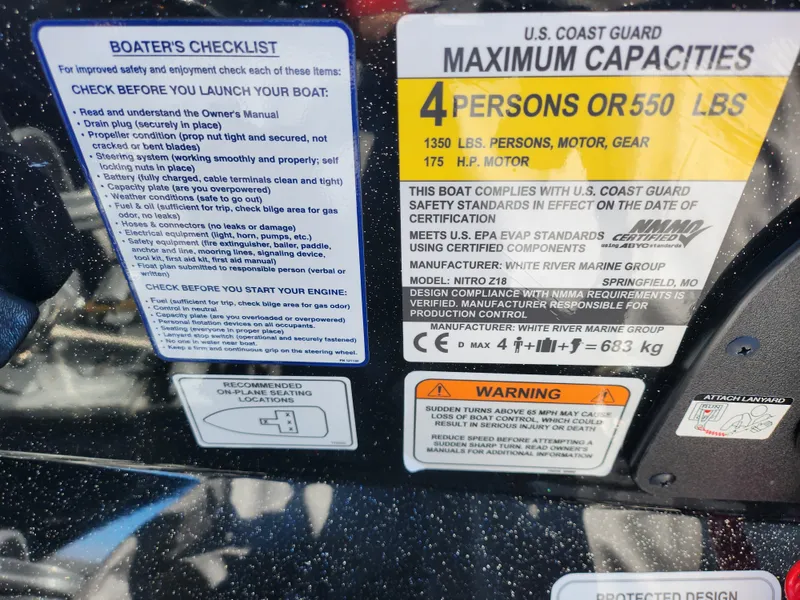 BOATER'S CHECKLIST
For improved safety and enjoyment check each of these items:
CHECK BEFORE YOU LAUNCH YOUR BOAT:
• Read and understand the Owner's Manual
• Drain plug (securely in place)
• Propeller condition (prop nut tight and secured, not
cracked or bent blades)
• Steering system (working smoothly and properly; self
locking nuts in place)
• Battery (fully charged, cable terminals clean and tight)
• Capacity plate (are you overpowered)
• Weather conditions (safe to go out)
• Fuel & oil (sufficient for trip, check bilge area for gas
odor, no leaks)
• Hoses & connectors (no leaks or damage)
• Electrical equipment (light, horn, pumps, etc.)
• Safety equipment (fire extinguisher, bailer, paddle,
anchor and line, mooring lines, signaling device,
tool kit, first aid kit, first aid manual)
• Float plan submitted to responsible person (verbal or
written)
CHECK BEFORE YOU START YOUR ENGINE:
• Fuel (sufficient for trip, check bilge area for gas odor)
• Control in neutral
• Capacity plate (are you overloaded or overpowered)
• Personal flotation devices on all occupants.
• Seating (everyone in proper place)
• Lanyard stop switch (operational and securely fastened)
• No one in water near boat.
• Keep a firm and continuous grip on the steering wheel.
RECOMMENDED
ON-PLANE SEATING
LOCATIONS
U.S. COAST GUARD
MAXIMUM CAPACITIES
4 PERSONS OR 550 LBS
1350 LBS. PERSONS, MOTOR, GEAR
175 H.P. MOTOR
THIS BOAT COMPLIES WITH U.S. COAST GUARD
SAFETY STANDARDS IN EFFECT ON THE DATE OF
CERTIFICATION
MEETS U.S. EPA EVAP STANDARDS
USING CERTIFIED COMPONENTS
NMMA
CERTIFIED
using ABYC standards
MANUFACTURER: WHITE RIVER MARINE GROUP
MODEL: NITRO Z18 SPRINGFIELD, MO
DESIGN COMPLIANCE WITH NMMA REQUIREMENTS IS
VERIFIED. MANUFACTURER RESPONSIBLE FOR
PRODUCTION CONTROL
MANUFACTURER: WHITE RIVER MARINE GROUP
CE D MAX 4 + + = 683 kg
WARNING
SUDDEN TURNS ABOVE 65 MPH MAY CAUSE
LOSS OF BOAT CONTROL, WHICH COULD
RESULT IN SERIOUS INJURY OR DEATH
REDUCE SPEED BEFORE ATTEMPTING A
SUDDEN SHARP TURN. READ OWNER'S
MANUALS FOR ADDITIONAL INFORMATION
ATTACH LANYARD
PROTECTED DESIGN